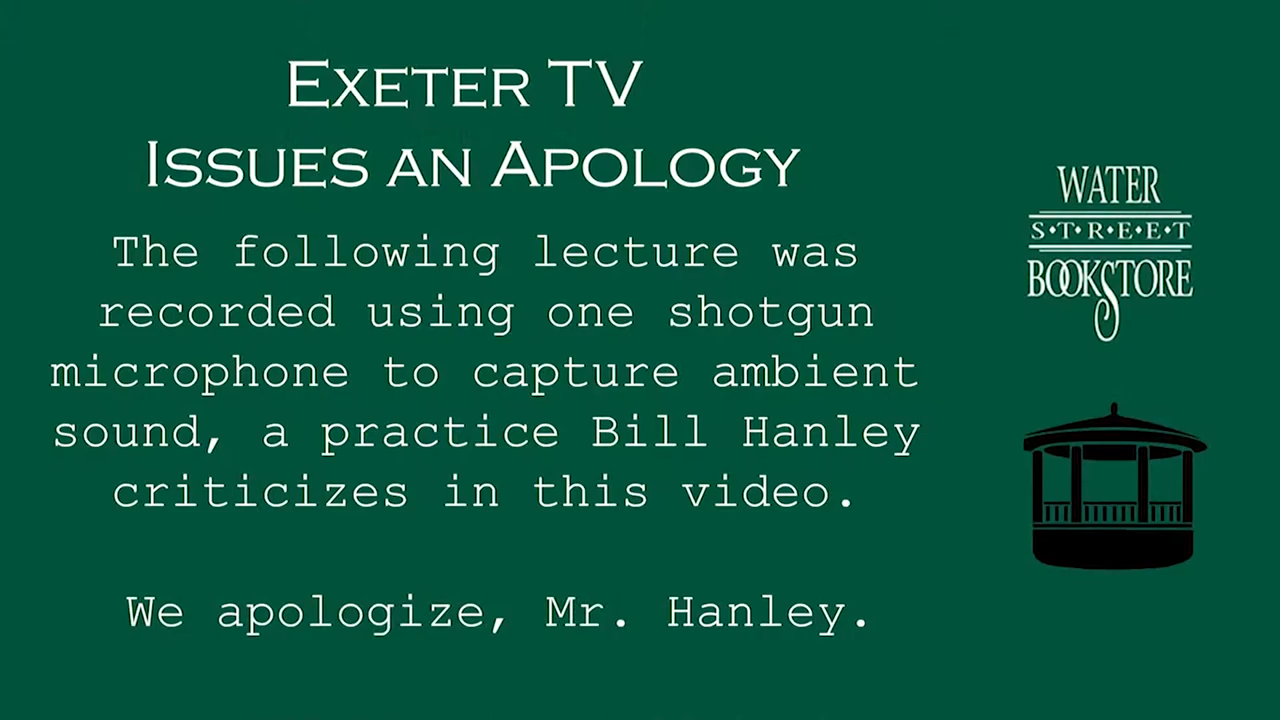 Exeter TV
Issues an Apology
The following lecture was
recorded using one shotgun
microphone to capture ambient
sound, a practice Bill Hanley
criticizes in this video.
We apologize, Mr. Hanley.
WATER
S•T•R•E•E•T
BOOKSTORE